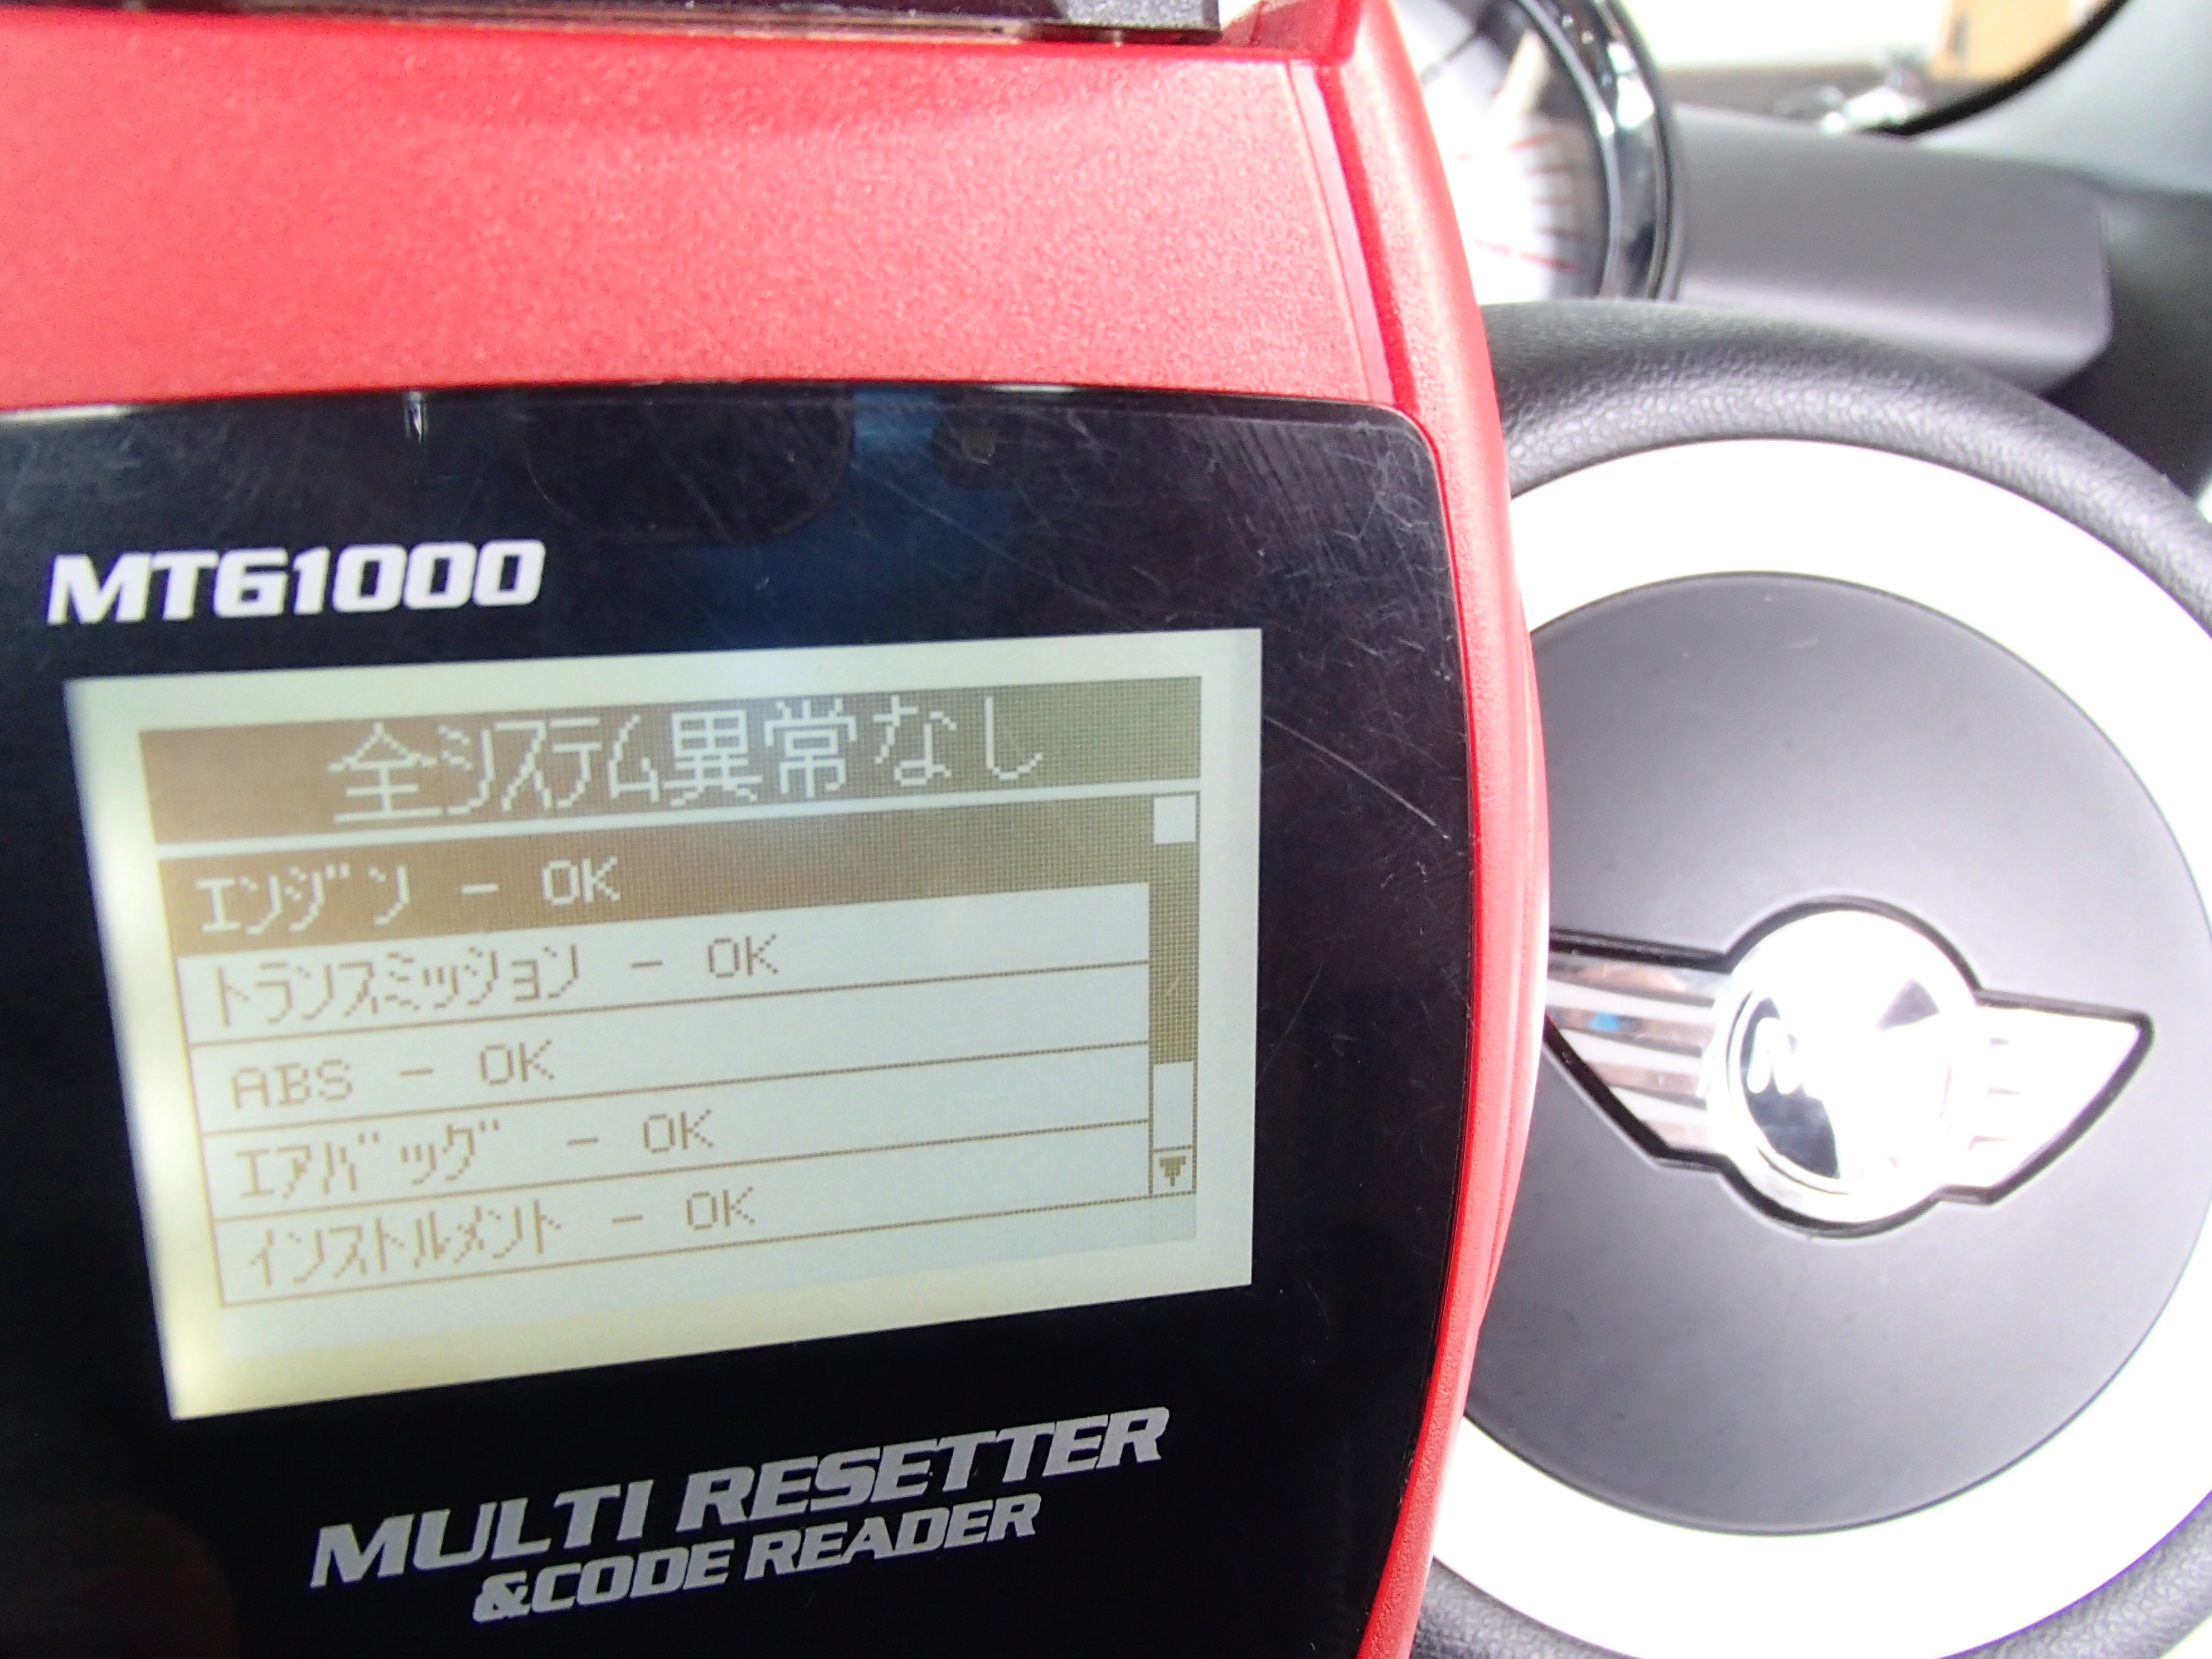 MTG1000
全ｼｽﾃﾑ異常なし
ｴﾝｼﾞﾝ - OK
ﾄﾗﾝｽﾐｯｼｮﾝ - OK
ABS - OK
ｴｱﾊﾞｯｸﾞ - OK
ｲﾝｽﾄﾙﾒﾝﾄ - OK
MULTI RESETTER
&CODE READER